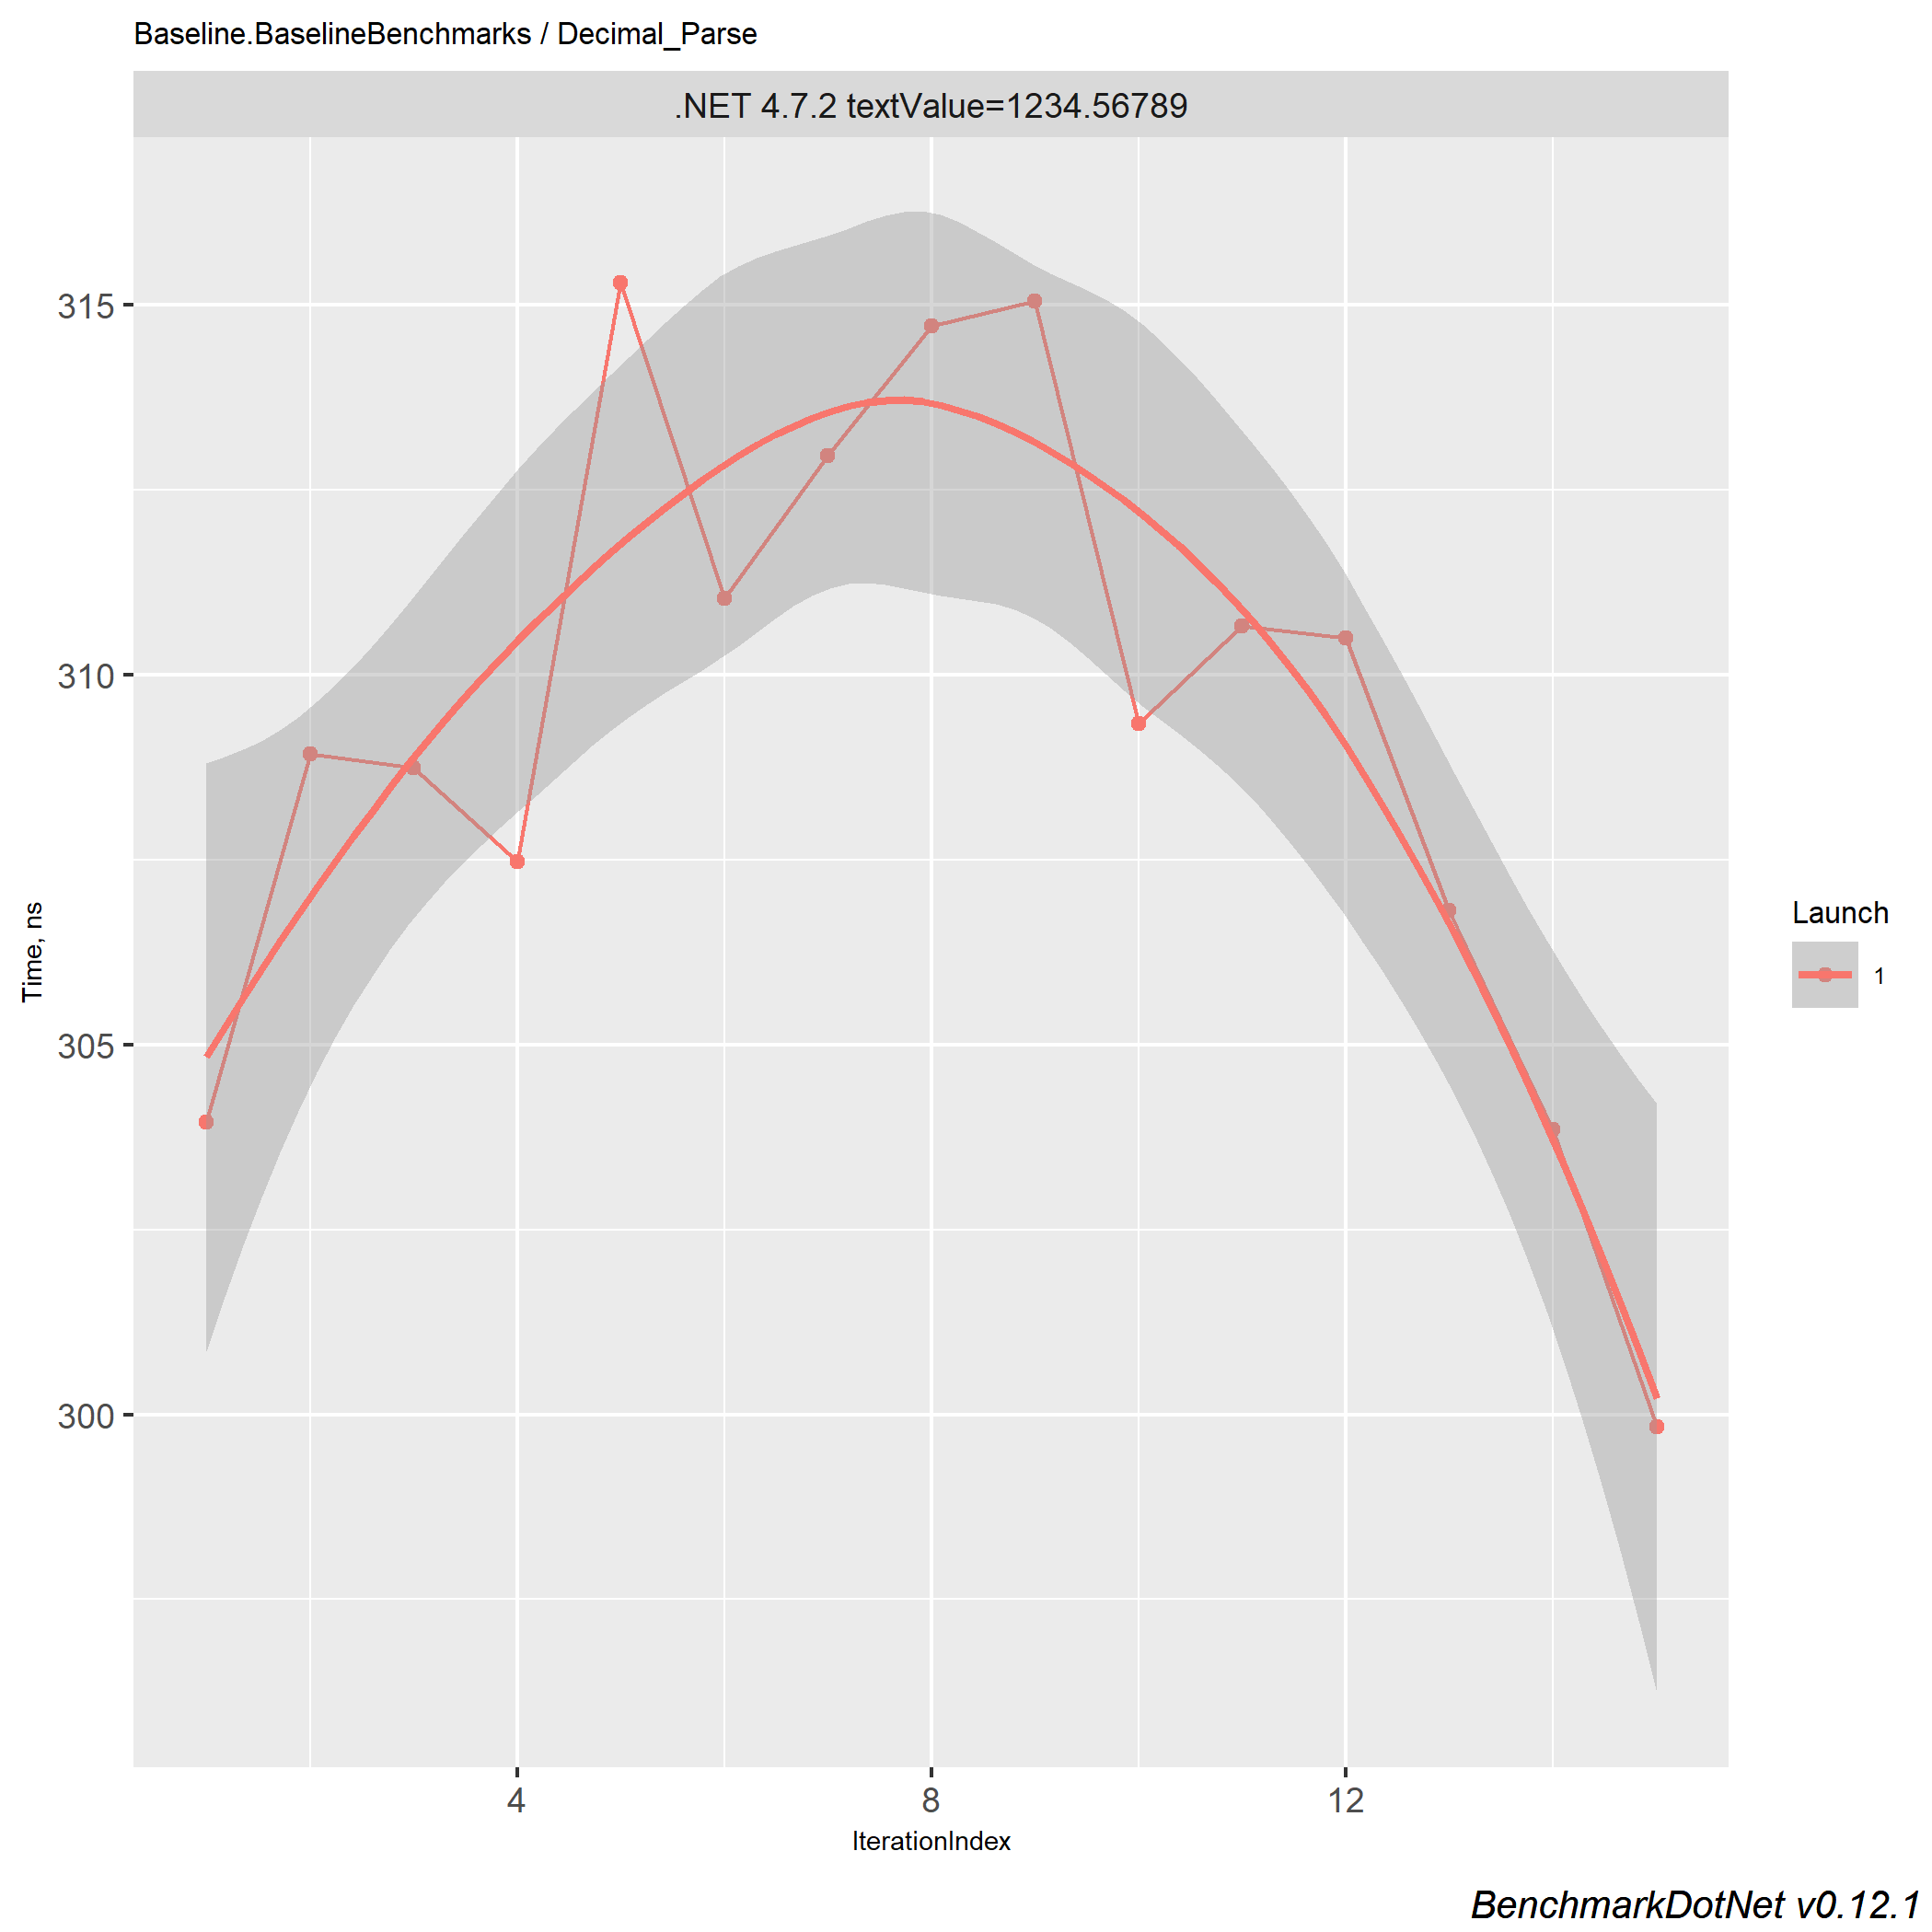 Baseline.BaselineBenchmarks / Decimal_Parse
.NET 4.7.2 textValue=1234.56789
315
310
305
300
Time, ns
Launch
1
4 8 12
IterationIndex
BenchmarkDotNet v0.12.1